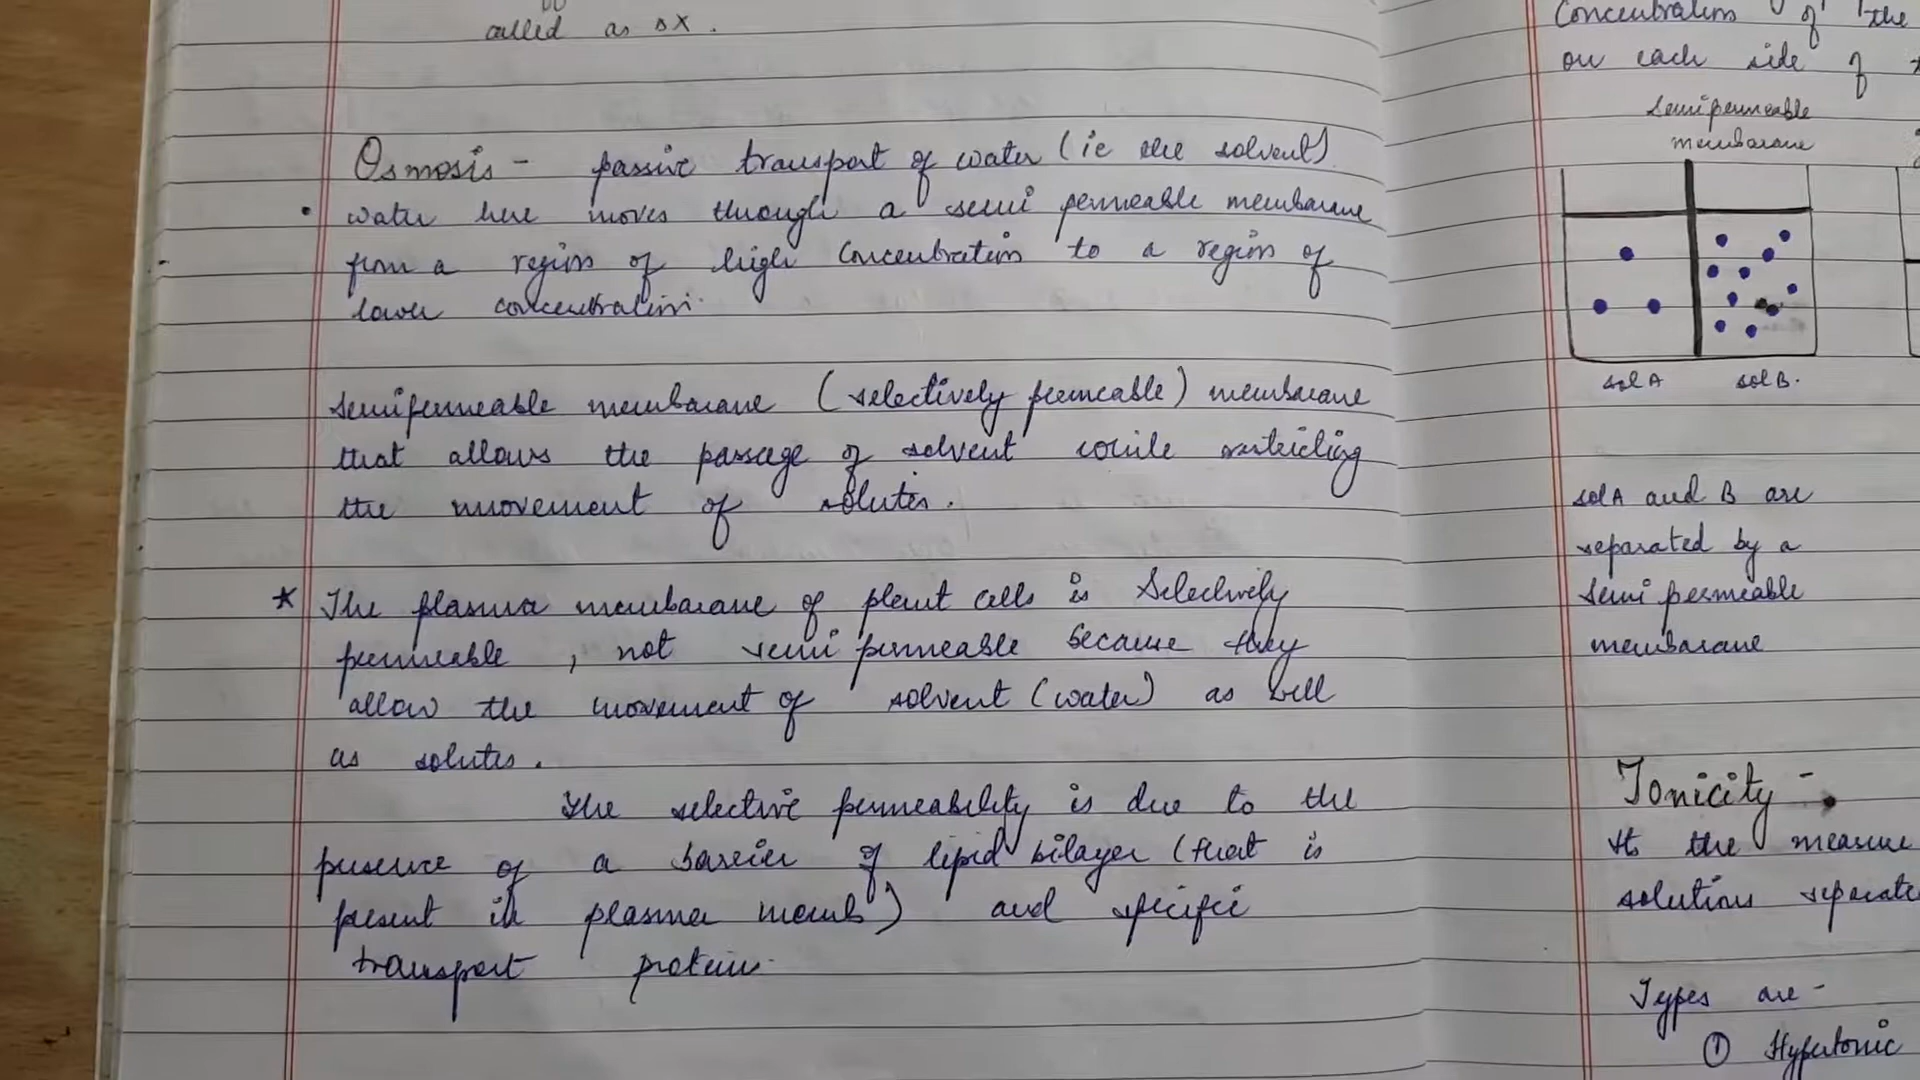 called as ΔX.
Osmosis - passive transport of water (ie the solvent)
• water here moves through a semi permeable membrane
from a region of high concentration to a region of
lower concentration.
Semipermeable membrane (selectively permeable) membrane
that allows the passage of solvent while restricting
the movement of solutes.
* The plasma membrane of plant cells is Selectively
permeable, not semi permeable because they
allow the movement of solvent (water) as well
as solutes.
The selective permeability is due to the
presence of a barrier of lipid bilayer (that is
present in plasma memb) and specific
transport protein.
Concentration of the
on each side of
Semipermeable
membrane
sol A sol B.
sol A and B are
separated by a
semi permeable
membrane
Tonicity -
It the measure
solution separate
Types are -
① Hypertonic